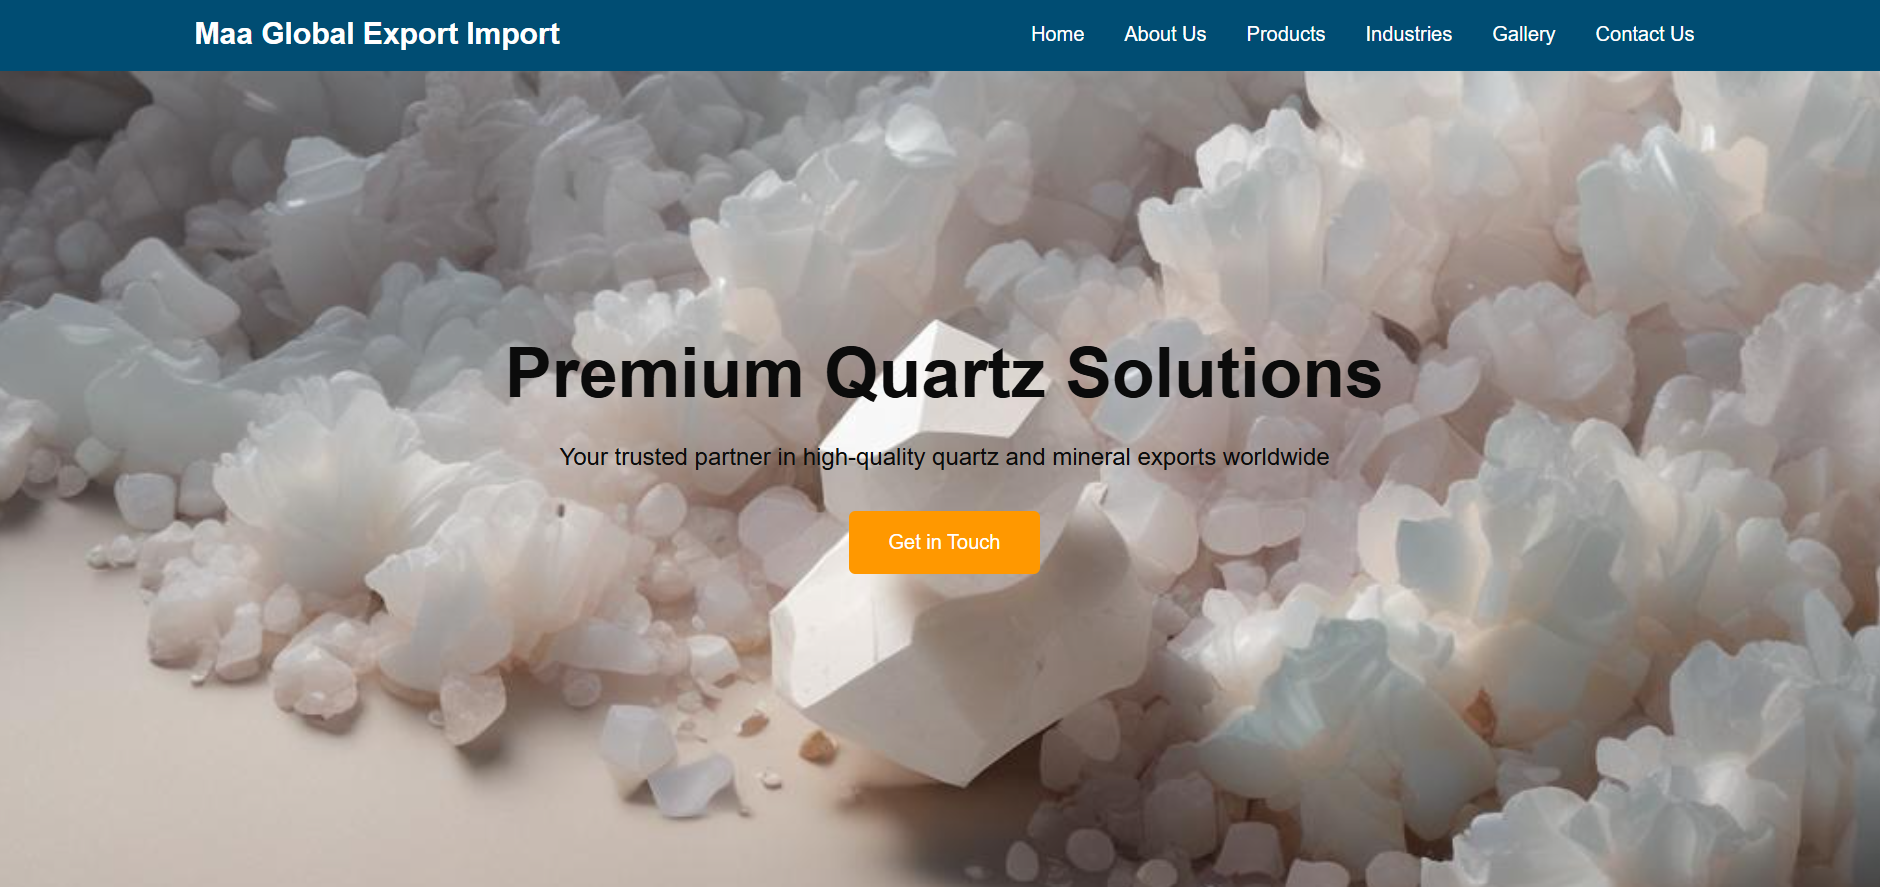 Maa Global Export Import
Home About Us Products Industries Gallery Contact Us
Premium Quartz Solutions
Your trusted partner in high-quality quartz and mineral exports worldwide
Get in Touch